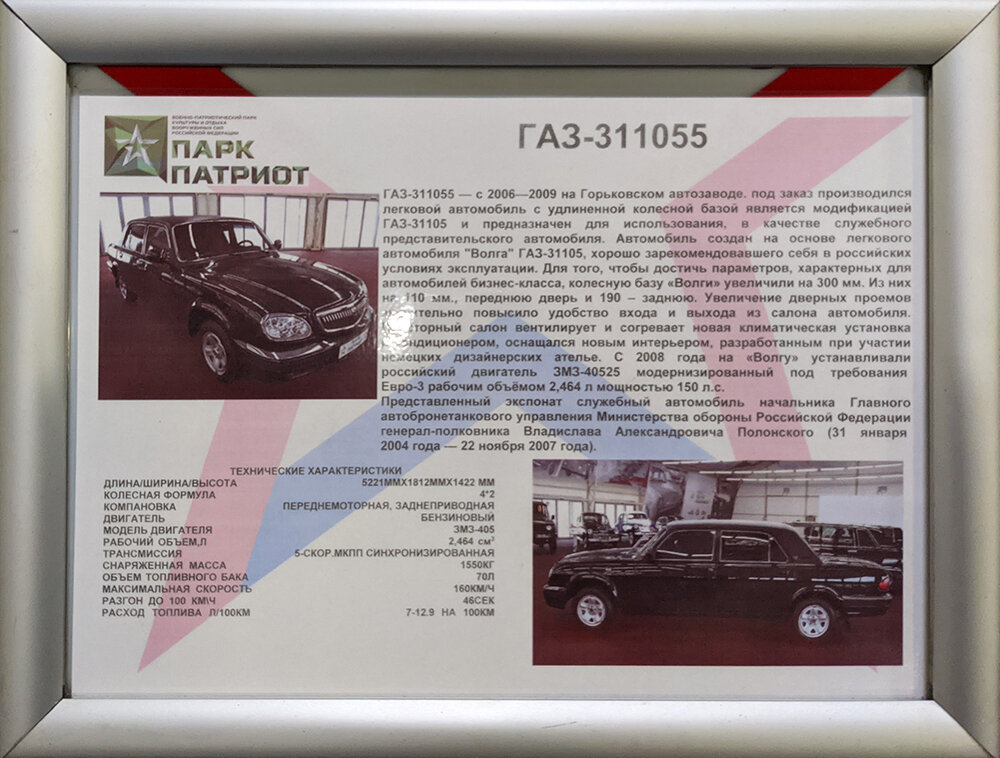 ВОЕННО-ПАТРИОТИЧЕСКИЙ ПАРК
КУЛЬТУРЫ И ОТДЫХА
ВООРУЖЕННЫХ СИЛ
РОССИЙСКОЙ ФЕДЕРАЦИИ
ПАРК
ПАТРИОТ
ГАЗ-311055
ГАЗ-311055 — с 2006—2009 на Горьковском автозаводе. под заказ производился
легковой автомобиль с удлиненной колесной базой является модификацией
ГАЗ-31105 и предназначен для использования, в качестве служебного
представительского автомобиля. Автомобиль создан на основе легкового
автомобиля "Волга" ГАЗ-31105, хорошо зарекомендовавшего себя в российских
условиях эксплуатации. Для того, чтобы достичь параметров, характерных для
автомобилей бизнес-класса, колесную базу «Волги» увеличили на 300 мм. Из них
на 110 мм., переднюю дверь и 190 – заднюю. Увеличение дверных проемов
повысило удобство входа и выхода из салона автомобиля.
салон вентилирует и согревает новая климатическая установка
оснащался новым интерьером, разработанным при участии
немецких дизайнерских ателье. С 2008 года на «Волгу» устанавливали
российский двигатель ЗМЗ-40525 модернизированный под требования
Евро-3 рабочим объёмом 2,464 л мощностью 150 л.с.
Представленный экспонат служебный автомобиль начальника Главного
автобронетанкового управления Министерства обороны Российской Федерации
генерал-полковника Владислава Александровича Полонского (31 января
2004 года — 22 ноября 2007 года).
ТЕХНИЧЕСКИЕ ХАРАКТЕРИСТИКИ
ДЛИНА/ШИРИНА/ВЫСОТА 5221ММХ1812ММХ1422 ММ
КОЛЕСНАЯ ФОРМУЛА 4*2
КОМПАНОВКА ПЕРЕДНЕМОТОРНАЯ, ЗАДНЕПРИВОДНАЯ
ДВИГАТЕЛЬ БЕНЗИНОВЫЙ
МОДЕЛЬ ДВИГАТЕЛЯ ЗМЗ-405
РАБОЧИЙ ОБЪЕМ,Л 2,464 см³
ТРАНСМИССИЯ 5-СКОР.МКПП СИНХРОНИЗИРОВАННАЯ
СНАРЯЖЕННАЯ МАССА 1550КГ
ОБЪЕМ ТОПЛИВНОГО БАКА 70Л
МАКСИМАЛЬНАЯ СКОРОСТЬ 160КМ/Ч
РАЗГОН ДО 100 КМ\Ч 46СЕК
РАСХОД ТОПЛИВА Л/100КМ 7-12.9 НА 100КМ